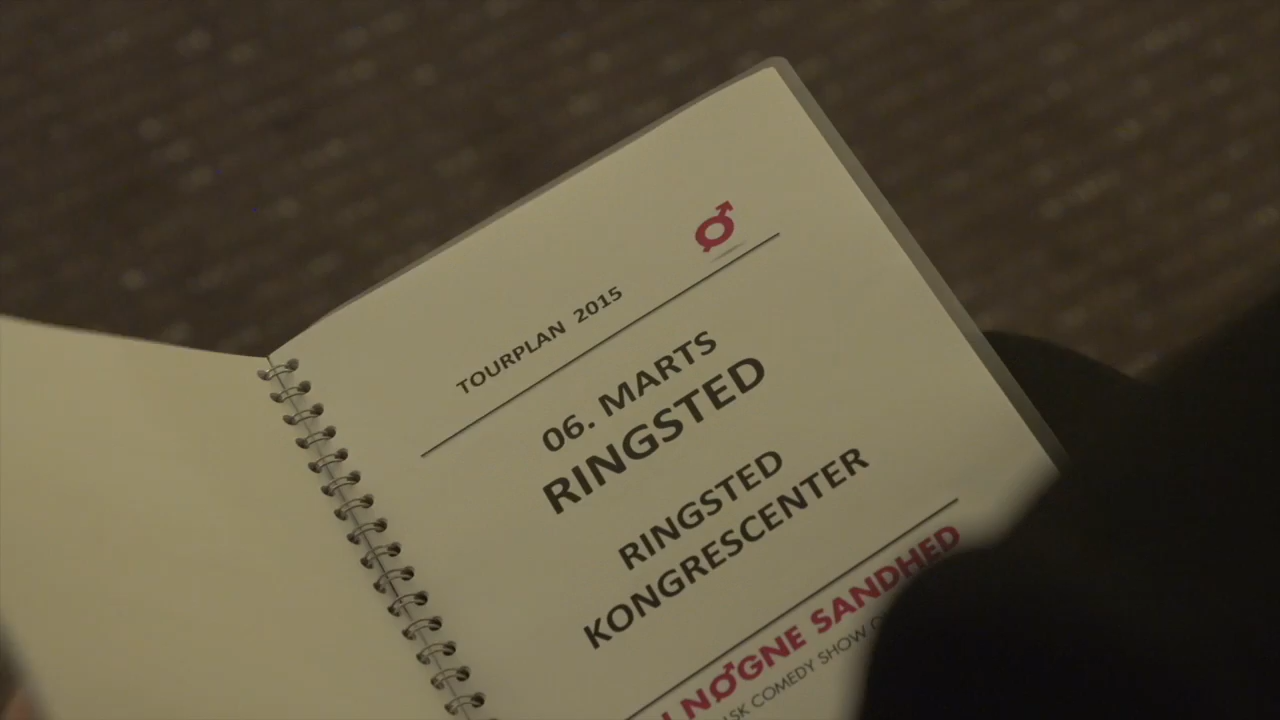 TOURPLAN 2015
06. MARTS
RINGSTED
RINGSTED
KONGRESCENTER
NØGNE SANDHED
COMEDY SHOW